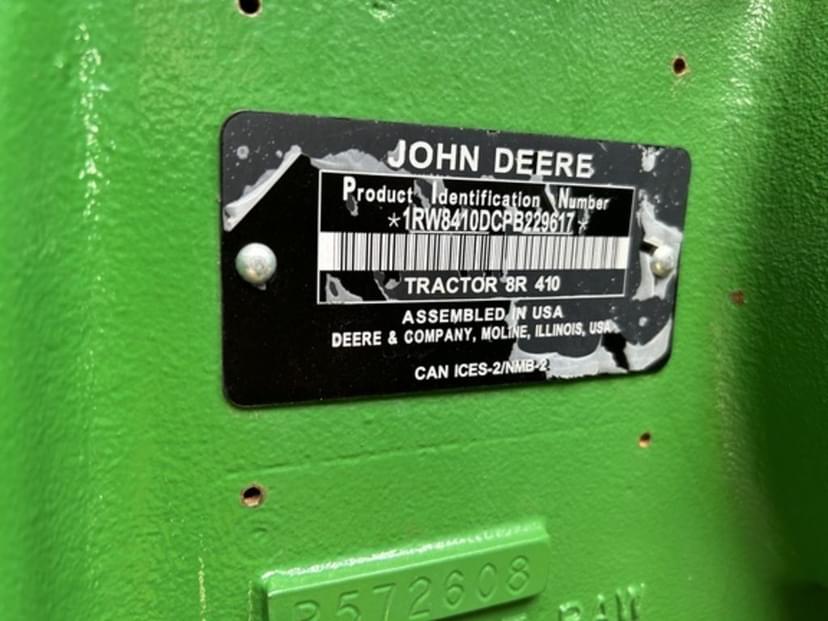 JOHN DEERE
Product Identification Number
*1RW8410DCPB229617*
TRACTOR 8R 410
ASSEMBLED IN USA
DEERE & COMPANY, MOLINE, ILLINOIS, USA
CAN ICES-2/NMB-2
R572608
RAW